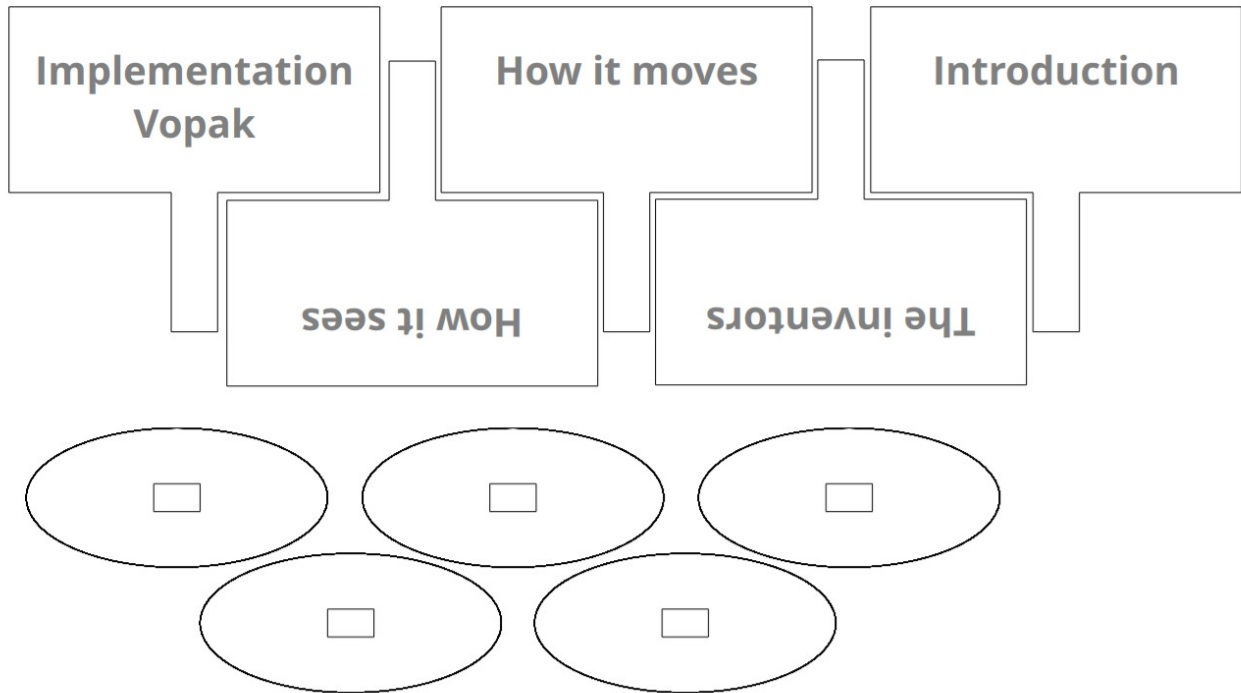 Implementation
Vopak
How it moves
Introduction
How it sees
The inventors